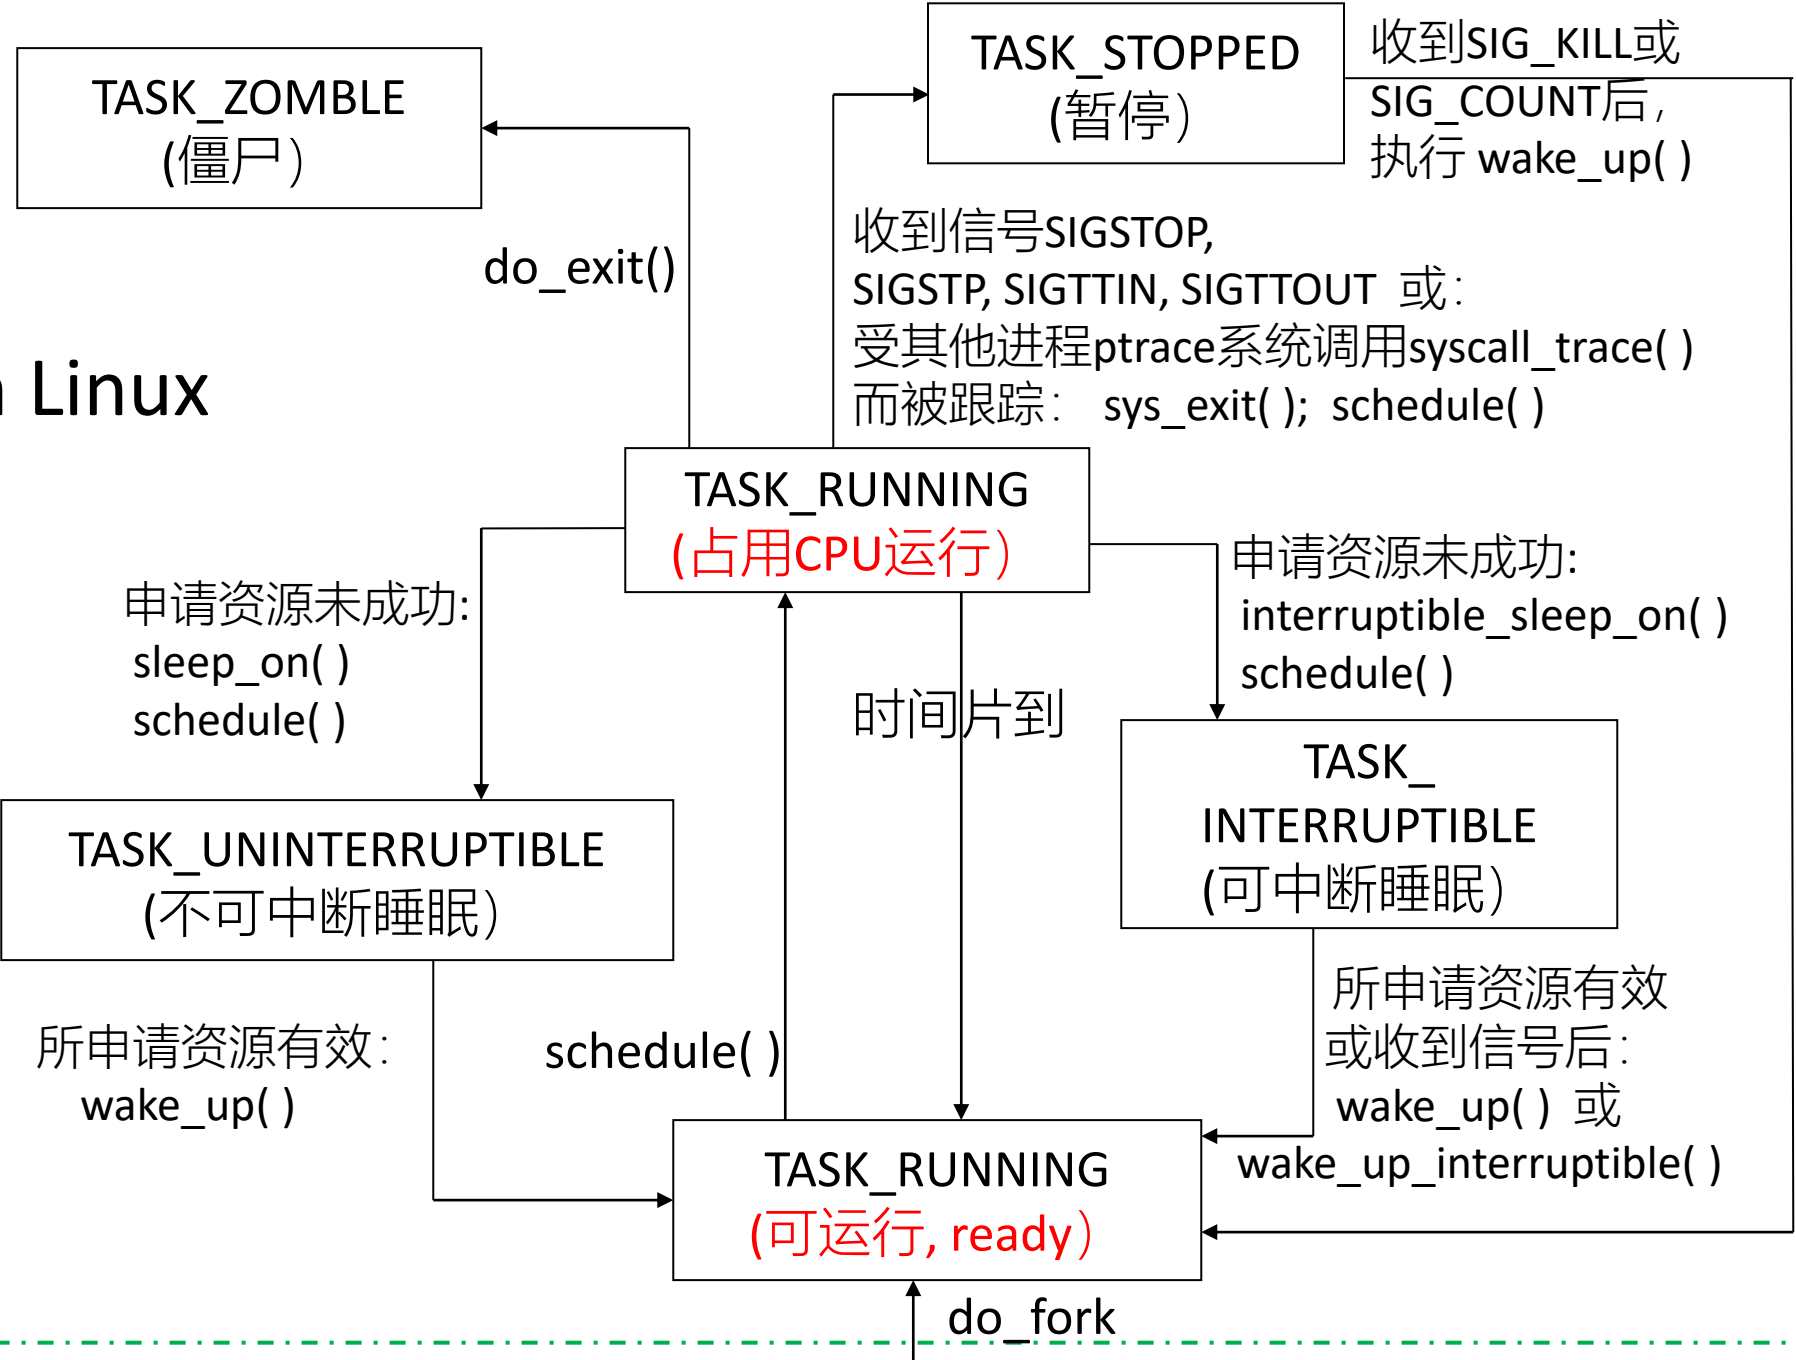 TASK_STOPPED
(暂停）
收到SIG_KILL或
SIG_COUNT后，
执行 wake_up( )
TASK_ZOMBLE
(僵尸）
do_exit()
收到信号SIGSTOP,
SIGSTP, SIGTTIN, SIGTTOUT 或：
受其他进程ptrace系统调用syscall_trace( )
而被跟踪： sys_exit( ); schedule( )
Linux
TASK_RUNNING
(占用CPU运行）
申请资源未成功:
sleep_on( )
schedule( )
申请资源未成功:
interruptible_sleep_on( )
schedule( )
时间片到
TASK_UNINTERRUPTIBLE
(不可中断睡眠）
TASK_
INTERRUPTIBLE
(可中断睡眠）
所申请资源有效：
wake_up( )
schedule( )
所申请资源有效
或收到信号后：
wake_up( ) 或
wake_up_interruptible( )
TASK_RUNNING
(可运行, ready）
do_fork